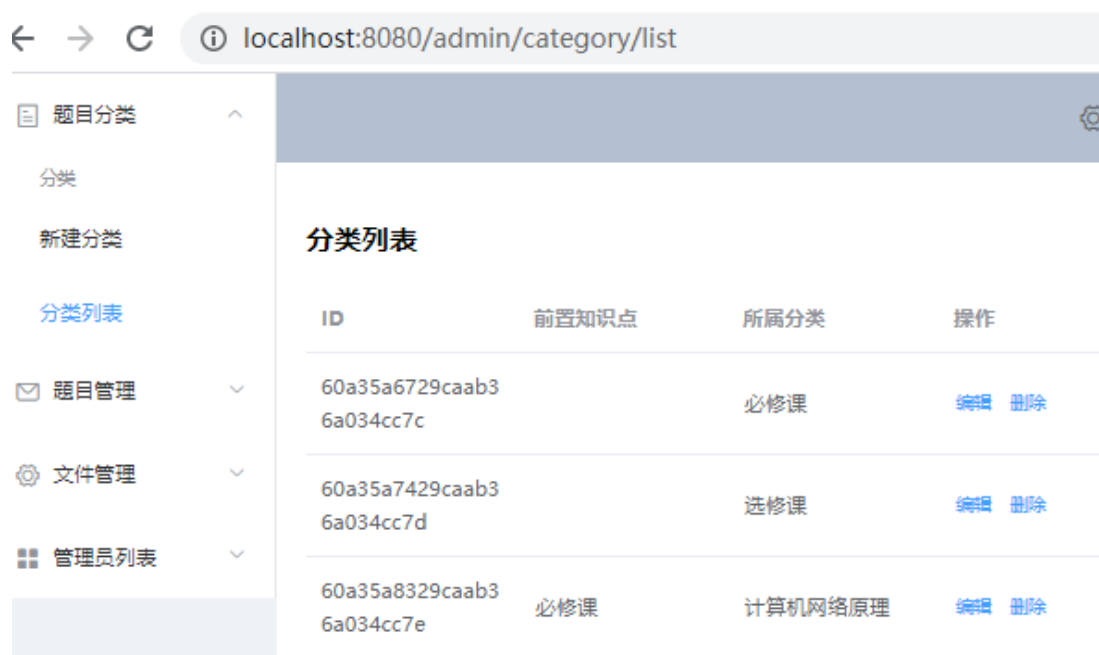 localhost:8080/admin/category/list
题目分类
分类
新建分类
分类列表
题目管理
文件管理
管理员列表
分类列表
ID 前置知识点 所属分类 操作
60a35a6729caab3
6a034cc7c
必修课 编辑 删除
60a35a7429caab3
6a034cc7d
选修课 编辑 删除
60a35a8329caab3
6a034cc7e
必修课 计算机网络原理 编辑 删除